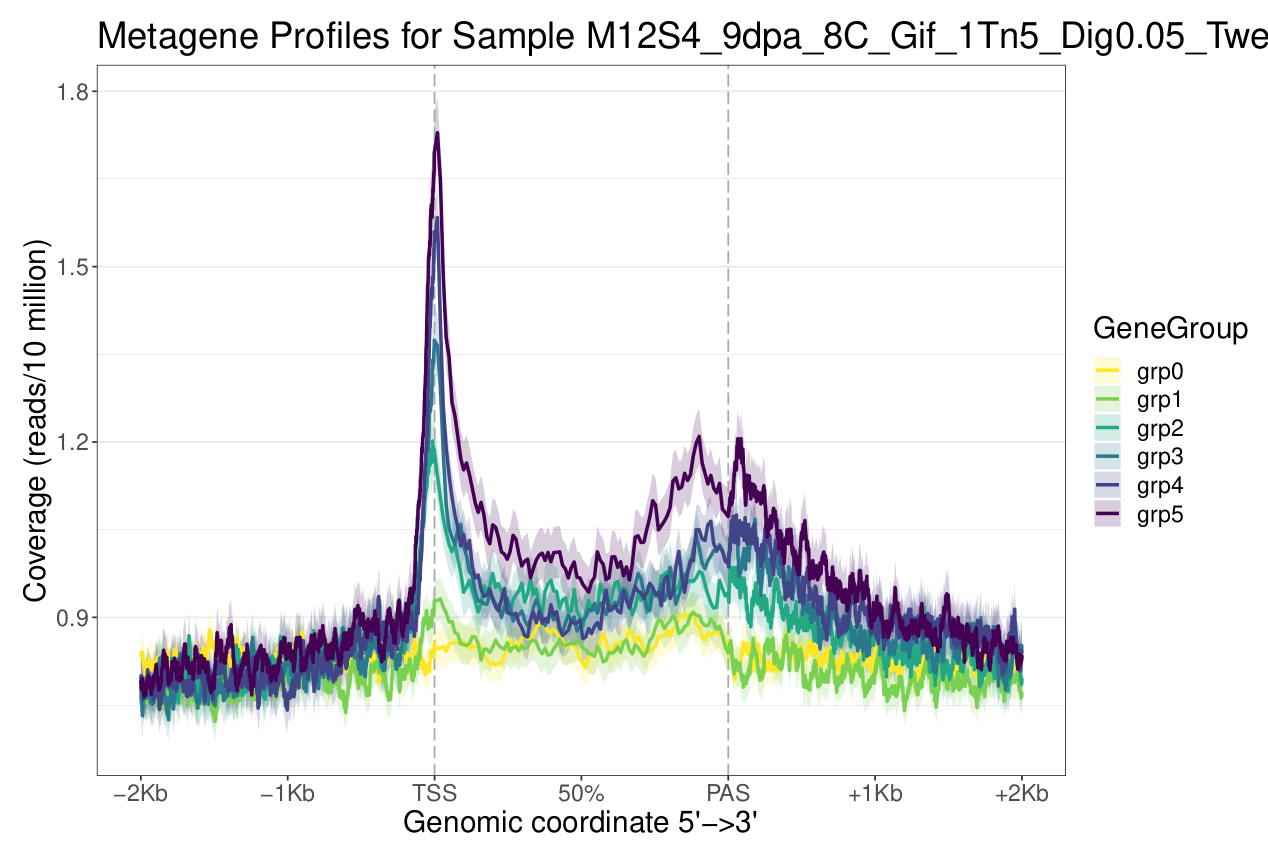 Metagene Profiles for Sample M12S4_9dpa_8C_Gif_1Tn5_Dig0.05_Twe
1.8
1.5
1.2
0.9
Coverage (reads/10 million)
−2Kb
−1Kb
TSS
50%
PAS
+1Kb
+2Kb
Genomic coordinate 5'−>3'
GeneGroup
grp0
grp1
grp2
grp3
grp4
grp5